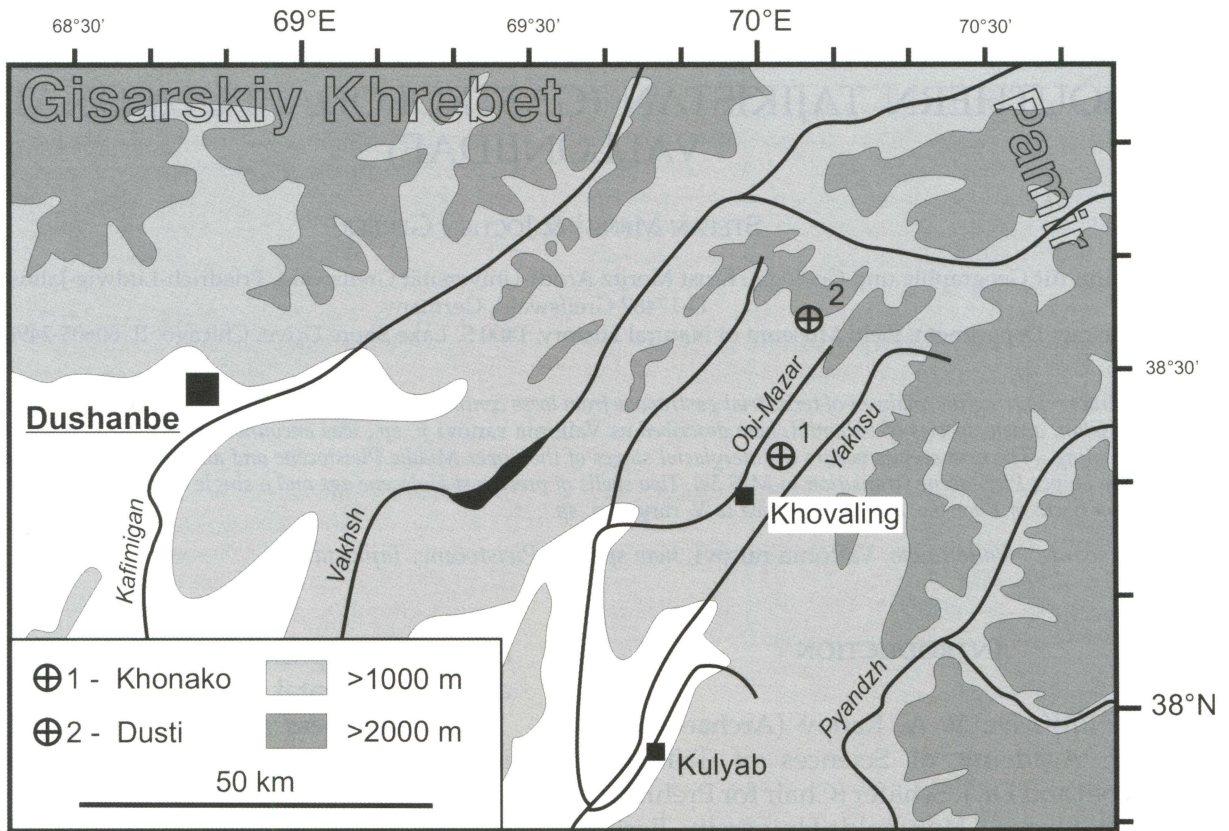 68°30'
69°E
69°30'
70°E
70°30'
Gisarskiy Khrebet
Pamir
2
38°30'
Dushanbe
Obi-Mazar
1
Yakhsu
Khovaling
Kafirnigan
Vakhsh
1 - Khonako
>1000 m
2 - Dusti
>2000 m
50 km
Pyandzh
38°N
Kulyab